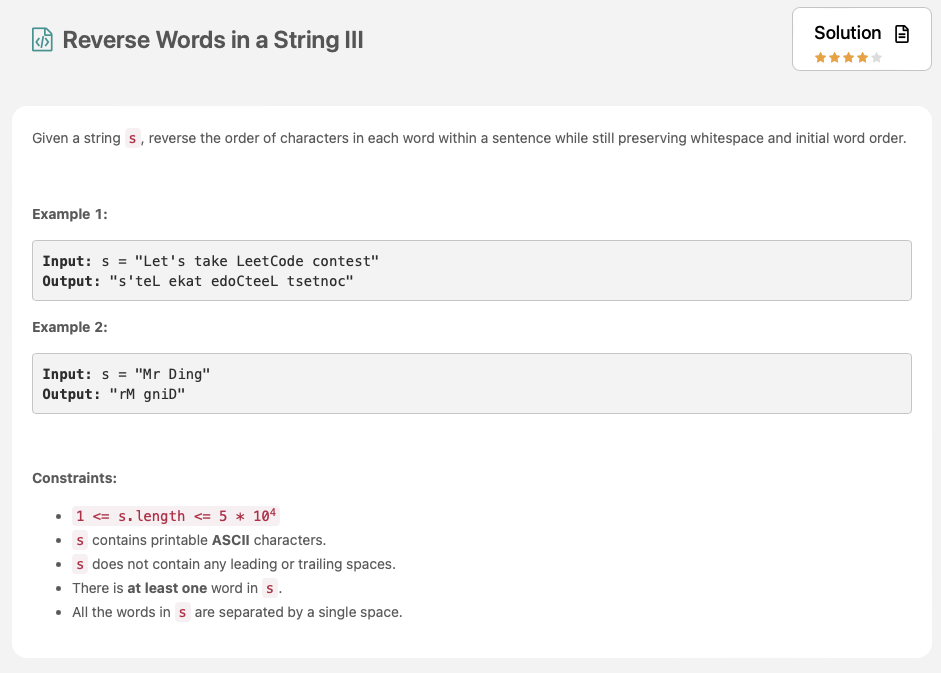 Reverse Words in a String III
Solution
Given a string s, reverse the order of characters in each word within a sentence while still preserving whitespace and initial word order.
Example 1:
Input: s = "Let's take LeetCode contest"
Output: "s'teL ekat edoCteeL tsetnoc"
Example 2:
Input: s = "Mr Ding"
Output: "rM gniD"
Constraints:
1 <= s.length <= 5 * 10⁴
s contains printable ASCII characters.
s does not contain any leading or trailing spaces.
There is at least one word in s.
All the words in s are separated by a single space.